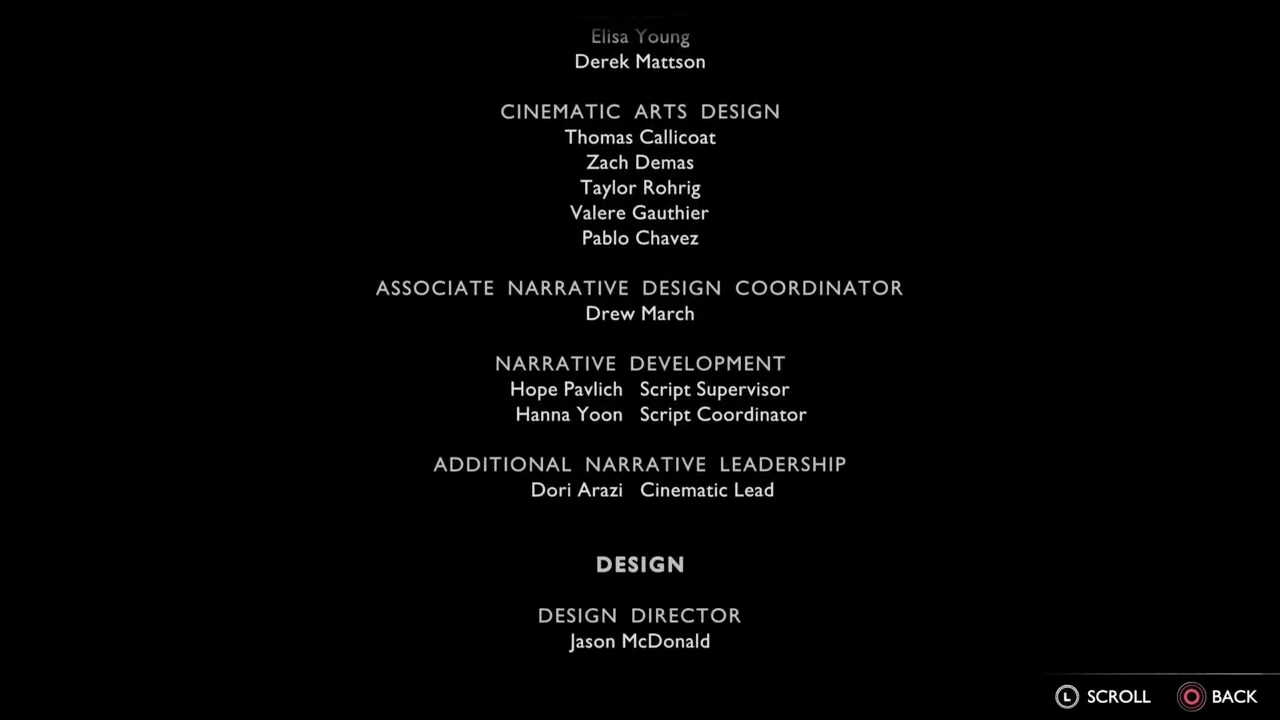 Elisa Young
Derek Mattson
CINEMATIC ARTS DESIGN
Thomas Callicoat
Zach Demas
Taylor Rohrig
Valere Gauthier
Pablo Chavez
ASSOCIATE NARRATIVE DESIGN COORDINATOR
Drew March
NARRATIVE DEVELOPMENT
Hope Pavlich Script Supervisor
Hanna Yoon Script Coordinator
ADDITIONAL NARRATIVE LEADERSHIP
Dori Arazi Cinematic Lead
DESIGN
DESIGN DIRECTOR
Jason McDonald
L SCROLL BACK